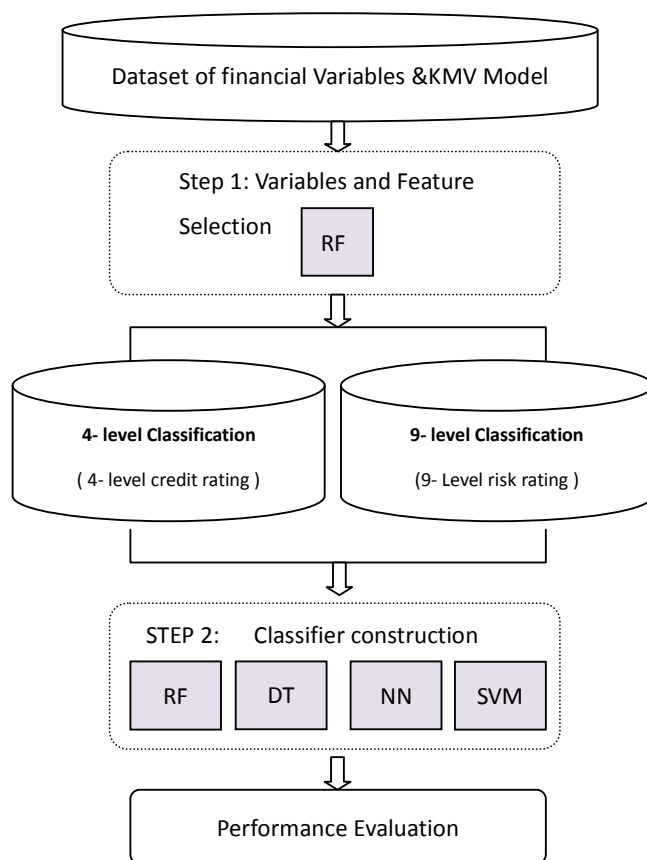 Dataset of financial Variables &KMV Model
Step 1: Variables and Feature
Selection
RF
4- level Classification
( 4- level credit rating )
9- level Classification
(9- Level risk rating )
STEP 2: Classifier construction
RF
DT
NN
SVM
Performance Evaluation